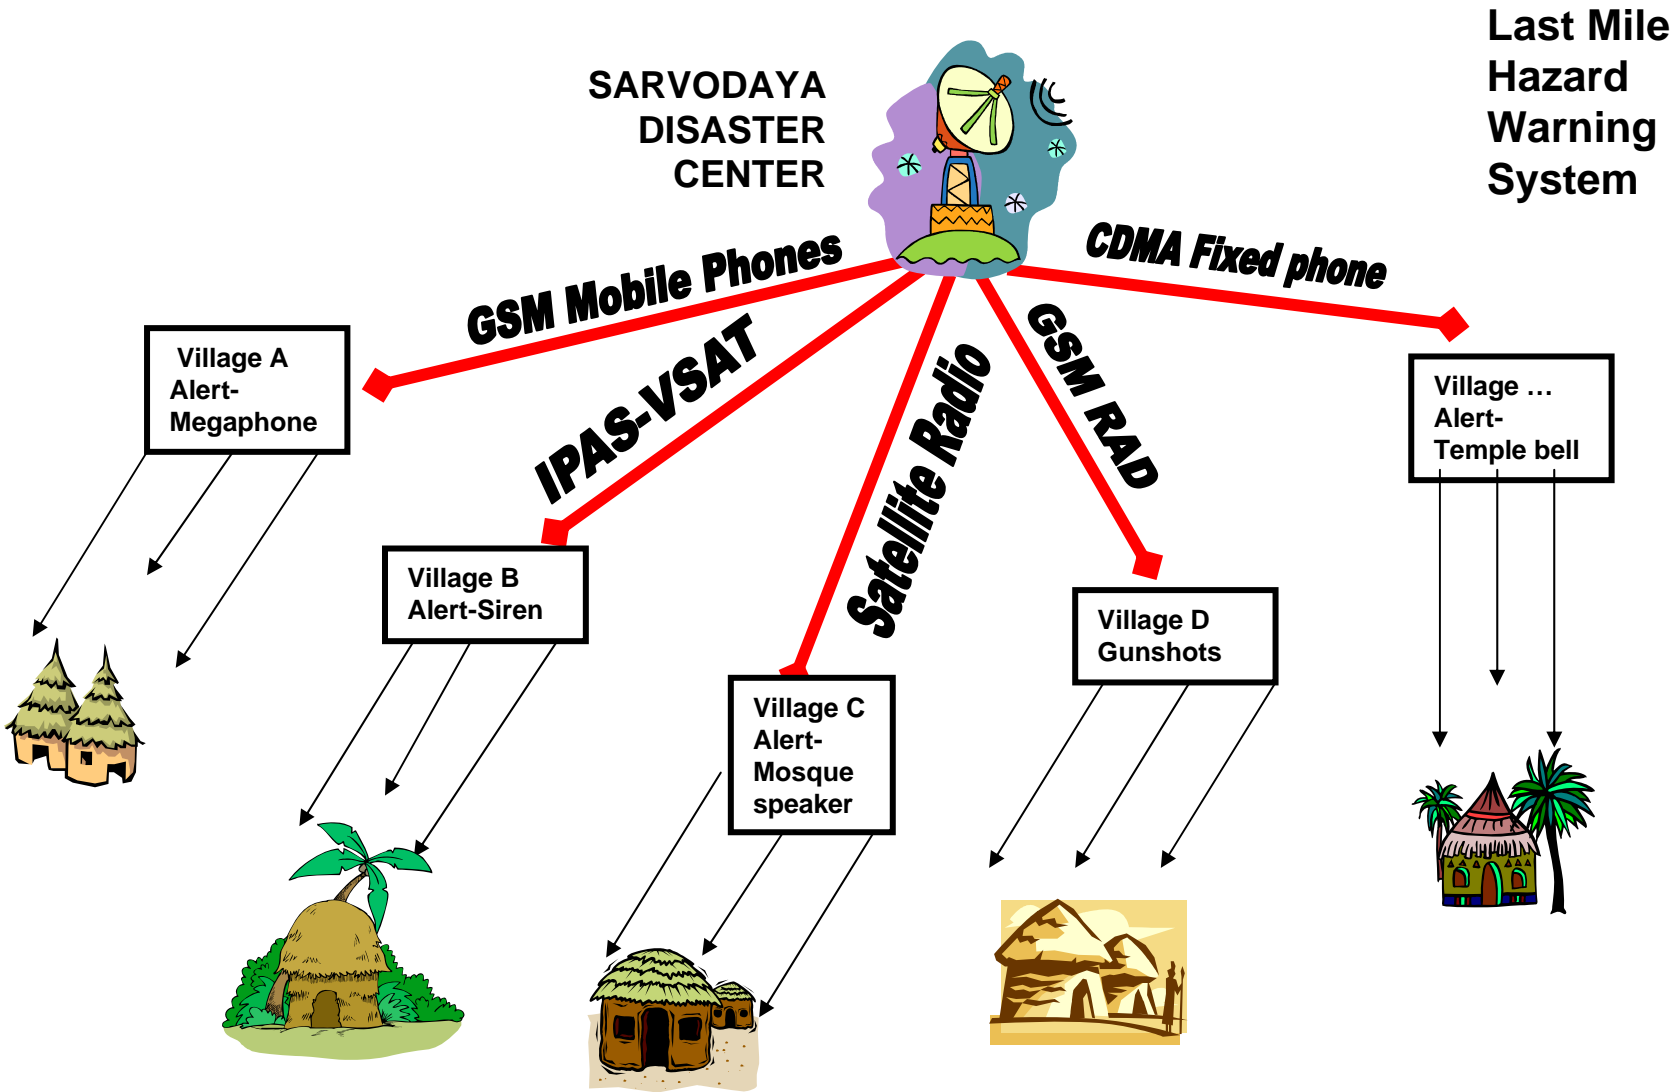 Last Mile
Hazard
Warning
System
SARVODAYA
DISASTER
CENTER
GSM Mobile Phones
IPAS-VSAT
Satellite Radio
GSM RAD
CDMA Fixed phone
Village A
Alert-
Megaphone
Village B
Alert-Siren
Village C
Alert-
Mosque
speaker
Village D
Gunshots
Village …
Alert-
Temple bell